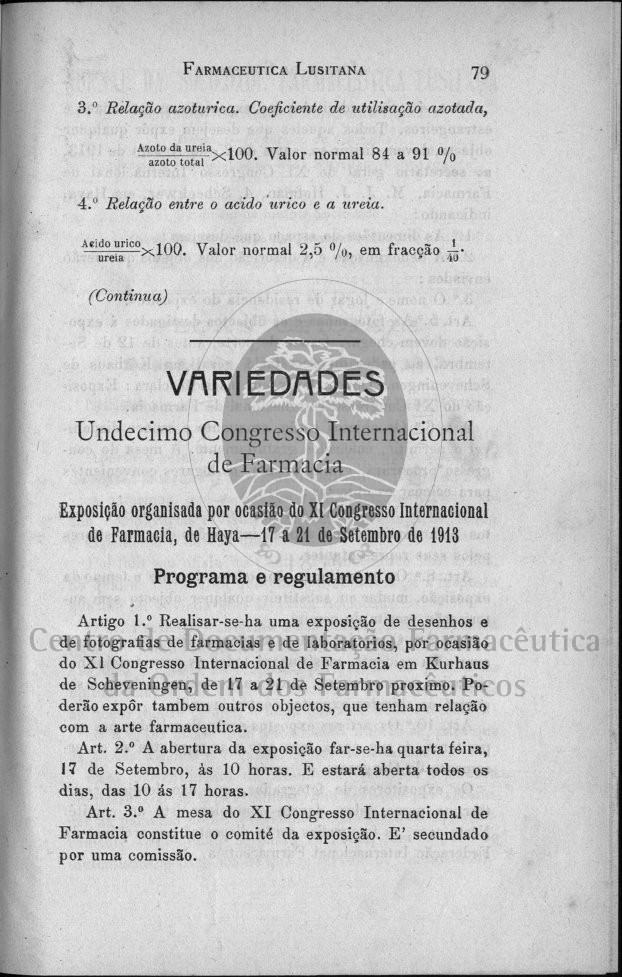 FARMACEUTICA LUSITANA 79
3.º Relação azoturica. Coeficiente de utilisação azotada,
Azoto da ureia
azoto total
×100. Valor normal 84 a 91 %
4.º Relação entre o acido urico e a ureia.
Acido urico
ureia
×100. Valor normal 2,5 %, em fracção 1/40.
(Continua)
VARIEDADES
Undecimo Congresso Internacional
de Farmacia
Exposição organisada por ocasião do XI Congresso Internacional
de Farmacia, de Haya—17 a 21 de Setembro de 1913
Programa e regulamento
Artigo 1.º Realisar-se-ha uma exposição de desenhos e
de fotografias de farmacias e de laboratorios, por ocasião
do XI Congresso Internacional de Farmacia em Kurhaus
de Scheveningen, de 17 a 21 de Setembro proximo. Po-
derão expôr tambem outros objectos, que tenham relação
com a arte farmaceutica.
Art. 2.º A abertura da exposição far-se-ha quarta feira,
17 de Setembro, ás 10 horas. E estará aberta todos os
dias, das 10 ás 17 horas.
Art. 3.º A mesa do XI Congresso Internacional de
Farmacia constitue o comité da exposição. E' secundado
por uma comissão.
Centro de Documentação Farmacêutica
da Ordem dos Farmacêuticos